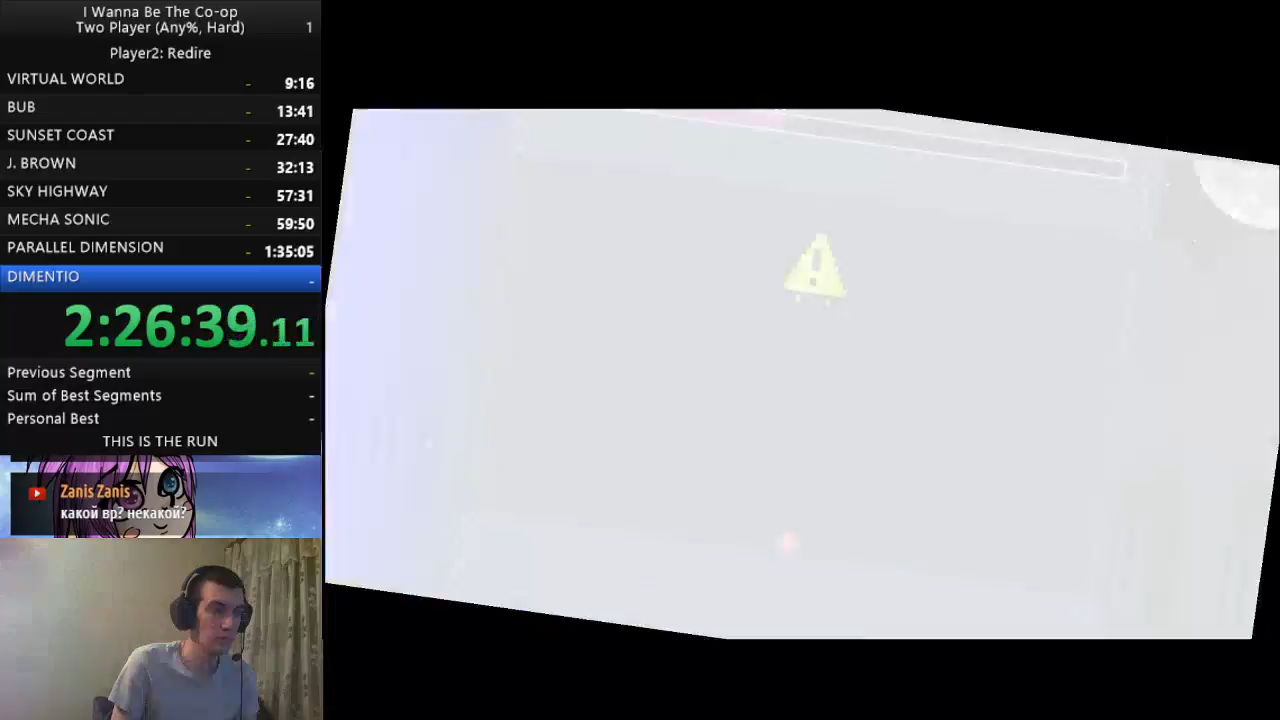 I Wanna Be The Co-op
Two Player (Any%, Hard) 1
Player2: Redire
VIRTUAL WORLD - 9:16
BUB - 13:41
SUNSET COAST - 27:40
J. BROWN - 32:13
SKY HIGHWAY - 57:31
MECHA SONIC - 59:50
PARALLEL DIMENSION - 1:35:05
DIMENTIO -
2:26:39.11
Previous Segment -
Sum of Best Segments -
Personal Best -
THIS IS THE RUN
Zanis Zanis
какой вр? некакой?